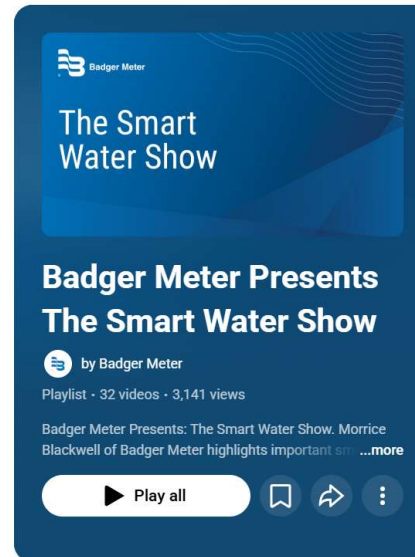 Badger Meter
The Smart
Water Show
Badger Meter Presents
The Smart Water Show
by Badger Meter
Playlist • 32 videos • 3,141 views
Badger Meter Presents: The Smart Water Show. Morrice
Blackwell of Badger Meter highlights important ...more
Play all